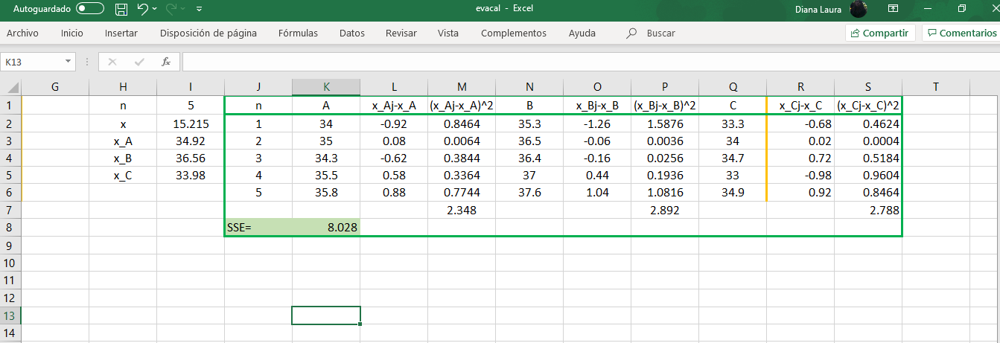 Autoguardado evacal - Excel Diana Laura
Archivo Inicio Insertar Disposición de página Fórmulas Datos Revisar Vista Complementos Ayuda Buscar Compartir Comentarios
K13 fx
G H I J K L M N O P Q R S T
1 n 5 n A x_Aj-x_A (x_Aj-x_A)^2 B x_Bj-x_B (x_Bj-x_B)^2 C x_Cj-x_C (x_Cj-x_C)^2
2 x 15.215 1 34 -0.92 0.8464 35.3 -1.26 1.5876 33.3 -0.68 0.4624
3 x_A 34.92 2 35 0.08 0.0064 36.5 -0.06 0.0036 34 0.02 0.0004
4 x_B 36.56 3 34.3 -0.62 0.3844 36.4 -0.16 0.0256 34.7 0.72 0.5184
5 x_C 33.98 4 35.5 0.58 0.3364 37 0.44 0.1936 33 -0.98 0.9604
6 5 35.8 0.88 0.7744 37.6 1.04 1.0816 34.9 0.92 0.8464
7 2.348 2.892 2.788
8 SSE= 8.028
9
10
11
12
13
14